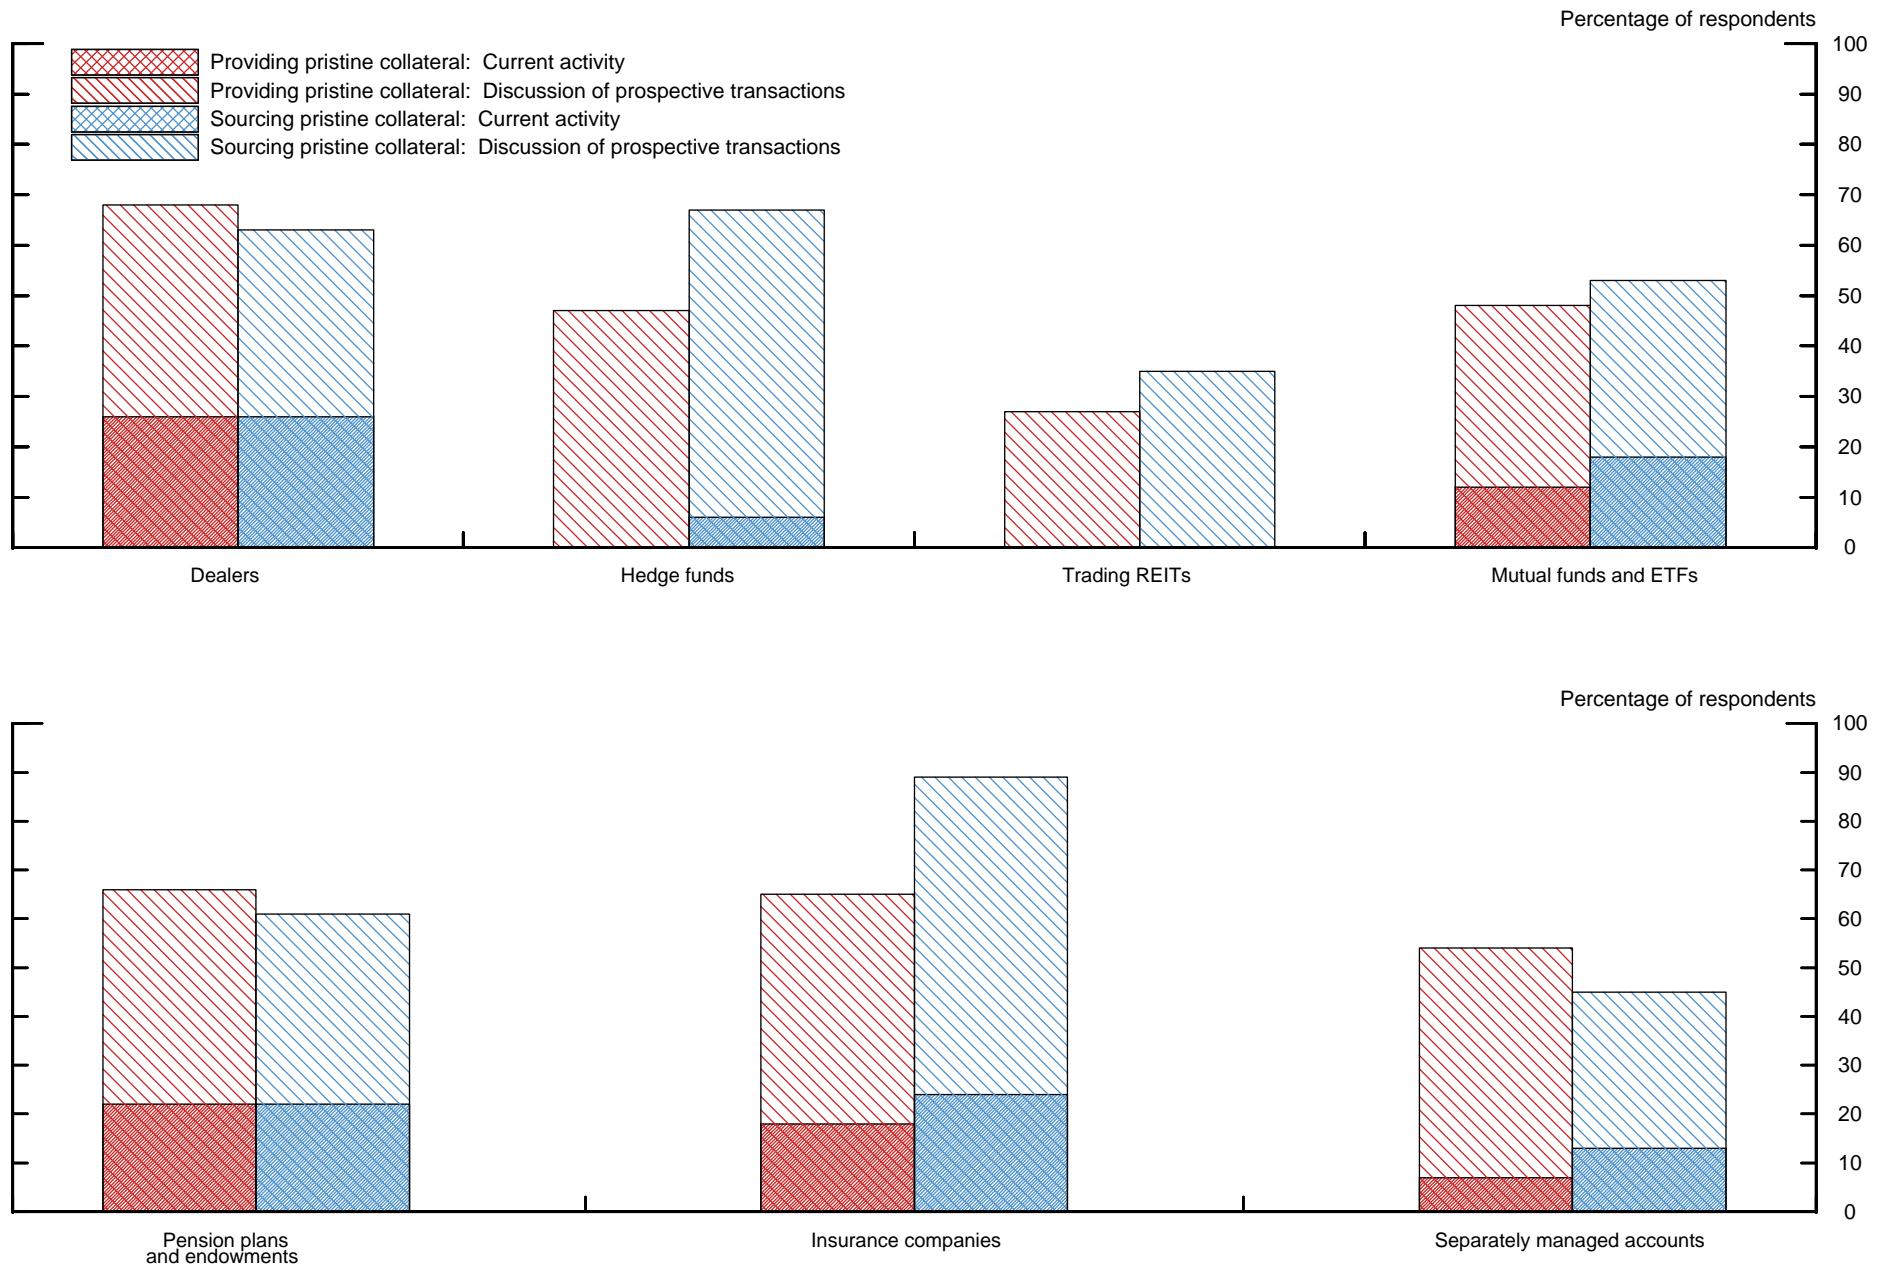 Percentage of respondents
Providing pristine collateral: Current activity
Providing pristine collateral: Discussion of prospective transactions
Sourcing pristine collateral: Current activity
Sourcing pristine collateral: Discussion of prospective transactions
100
90
80
70
60
50
40
30
20
10
0
Dealers
Hedge funds
Trading REITs
Mutual funds and ETFs
Percentage of respondents
100
90
80
70
60
50
40
30
20
10
0
Pension plans
and endowments
Insurance companies
Separately managed accounts